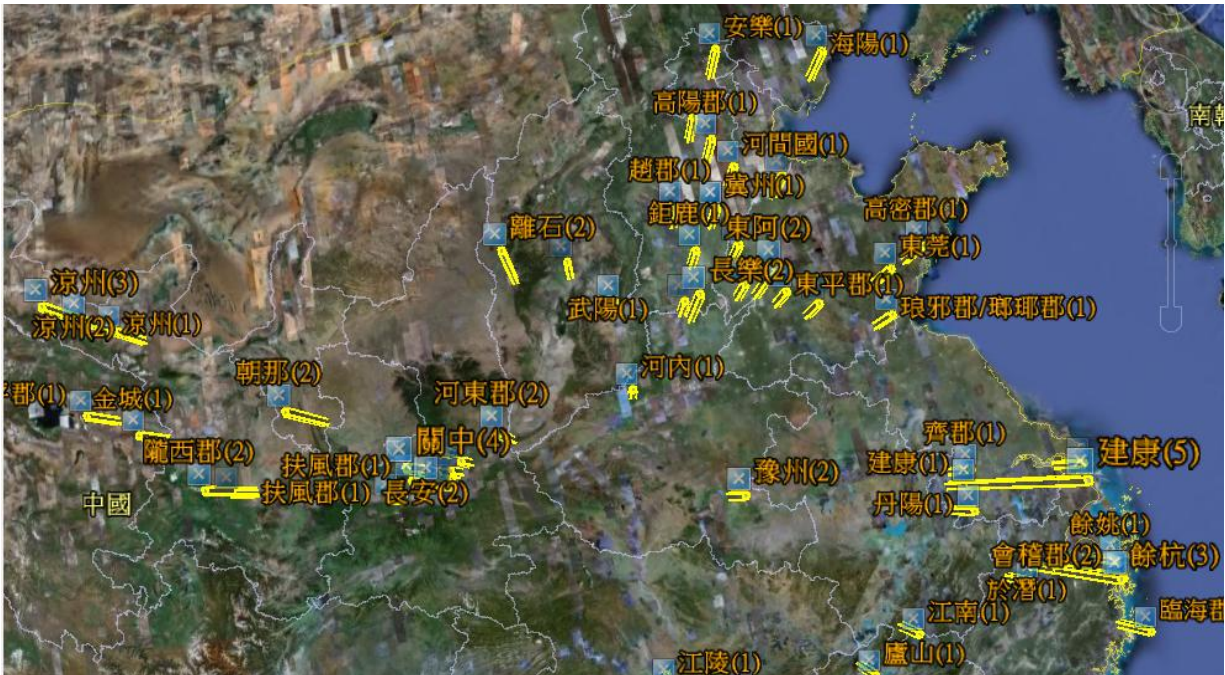 安樂(1)
海陽(1)
高陽郡(1)
南韓
河間國(1)
趙郡(1)
冀州(1)
高密郡(1)
鉅鹿(1)
東阿(2)
離石(2)
東莞(1)
涼州(3)
長樂(2)
東平郡(1)
武陽(1)
琅邪郡/瑯琊郡(1)
涼州(2)
涼州(1)
河內(1)
朝那(2)
郡(1)
金城(1)
河東郡(2)
關中(4)
齊郡(1)
建康(5)
隴西郡(2)
扶風郡(1)
建康(1)
豫州(2)
扶風郡(1)
長安(2)
中國
丹陽(1)
餘姚(1)
會稽郡(2)
餘杭(3)
於潛(1)
江南(1)
臨海郡
廬山(1)
江陵(1)